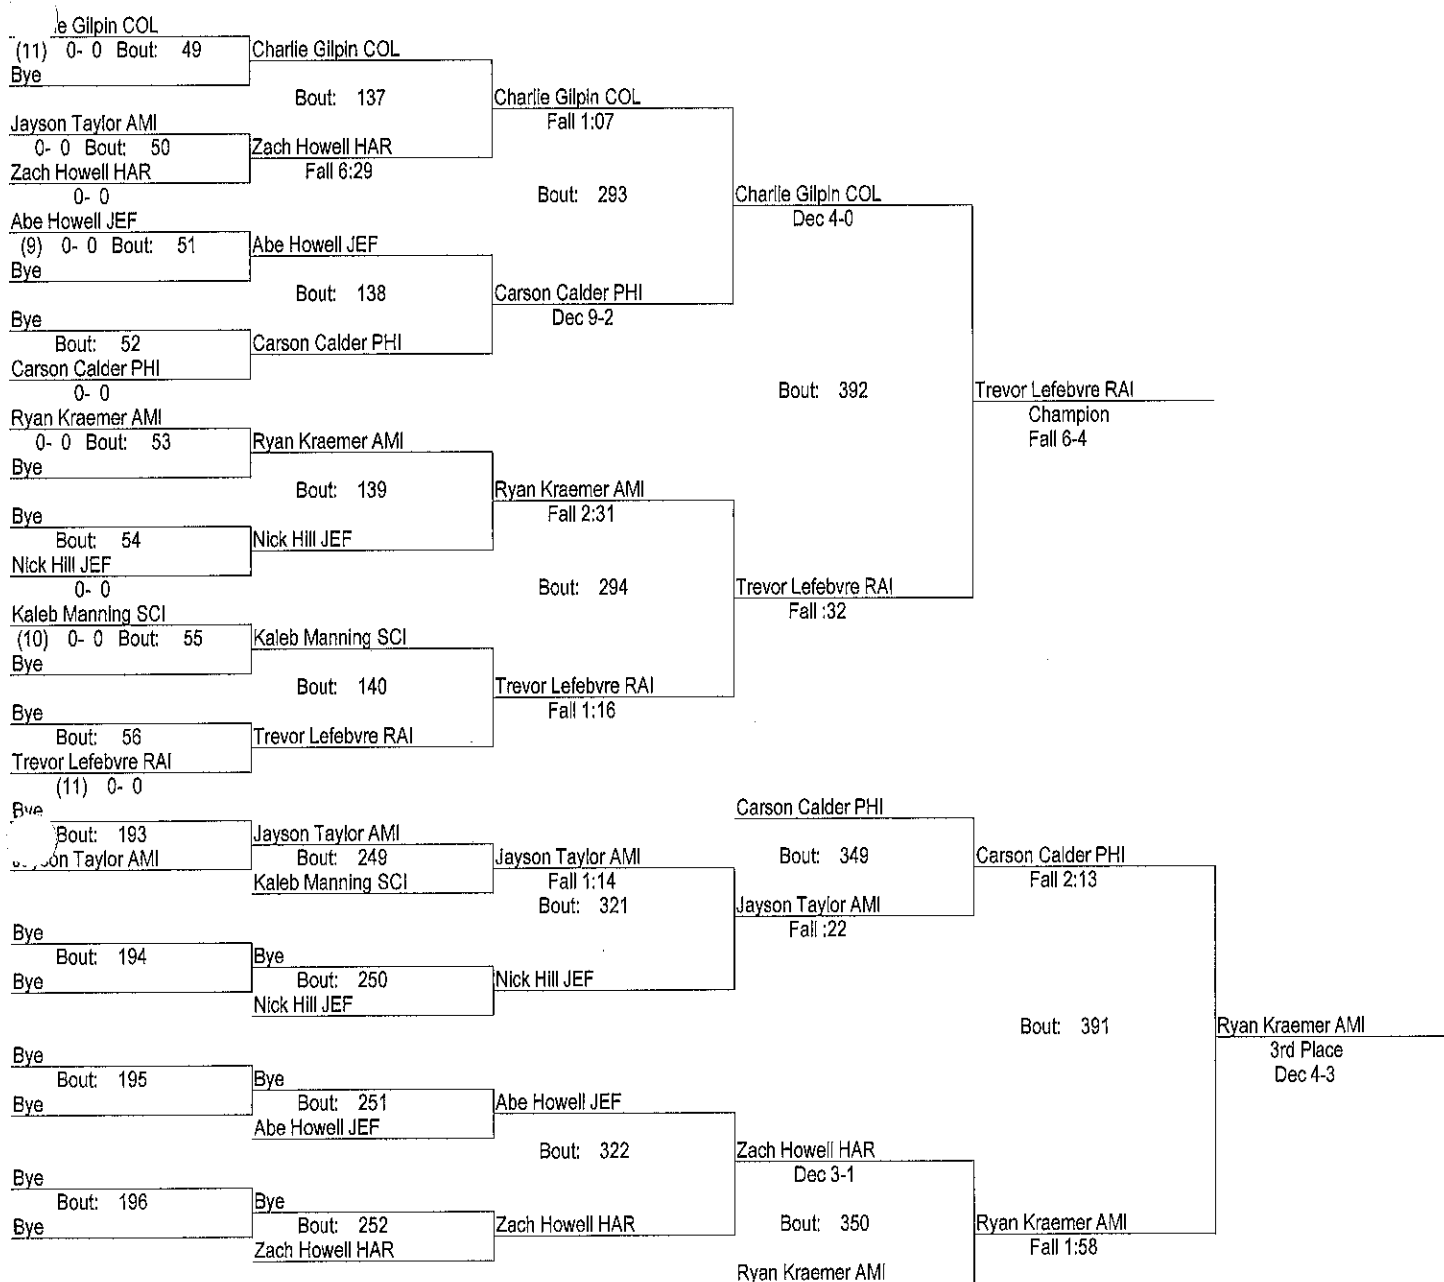 e Gilpin COL
(11) 0- 0 Bout: 49
Bye
Charlie Gilpin COL
Bout: 137
Jayson Taylor AMI
0- 0 Bout: 50
Zach Howell HAR
0- 0
Zach Howell HAR
Fall 6:29
Charlie Gilpin COL
Fall 1:07
Bout: 293
Abe Howell JEF
(9) 0- 0 Bout: 51
Bye
Abe Howell JEF
Bout: 138
Bye
Bout: 52
Carson Calder PHI
0- 0
Carson Calder PHI
Carson Calder PHI
Dec 9-2
Charlie Gilpin COL
Dec 4-0
Bout: 392
Ryan Kraemer AMI
0- 0 Bout: 53
Bye
Ryan Kraemer AMI
Bout: 139
Bye
Bout: 54
Nick Hill JEF
0- 0
Nick Hill JEF
Ryan Kraemer AMI
Fall 2:31
Bout: 294
Kaleb Manning SCI
(10) 0- 0 Bout: 55
Bye
Kaleb Manning SCI
Bout: 140
Bye
Bout: 56
Trevor Lefebvre RAI
(11) 0- 0
Trevor Lefebvre RAI
Trevor Lefebvre RAI
Fall 1:16
Trevor Lefebvre RAI
Fall :32
Trevor Lefebvre RAI
Champion
Fall 6-4
Bye
Bout: 193
son Taylor AMI
Jayson Taylor AMI
Bout: 249
Kaleb Manning SCI
Jayson Taylor AMI
Fall 1:14
Bout: 321
Bye
Bout: 194
Bye
Bye
Bout: 250
Nick Hill JEF
Nick Hill JEF
Carson Calder PHI
Bout: 349
Jayson Taylor AMI
Fall :22
Carson Calder PHI
Fall 2:13
Bout: 391
Bye
Bout: 195
Bye
Bye
Bout: 251
Abe Howell JEF
Abe Howell JEF
Bout: 322
Bye
Bout: 196
Bye
Bye
Bout: 252
Zach Howell HAR
Zach Howell HAR
Zach Howell HAR
Dec 3-1
Bout: 350
Ryan Kraemer AMI
Ryan Kraemer AMI
Fall 1:58
Ryan Kraemer AMI
3rd Place
Dec 4-3